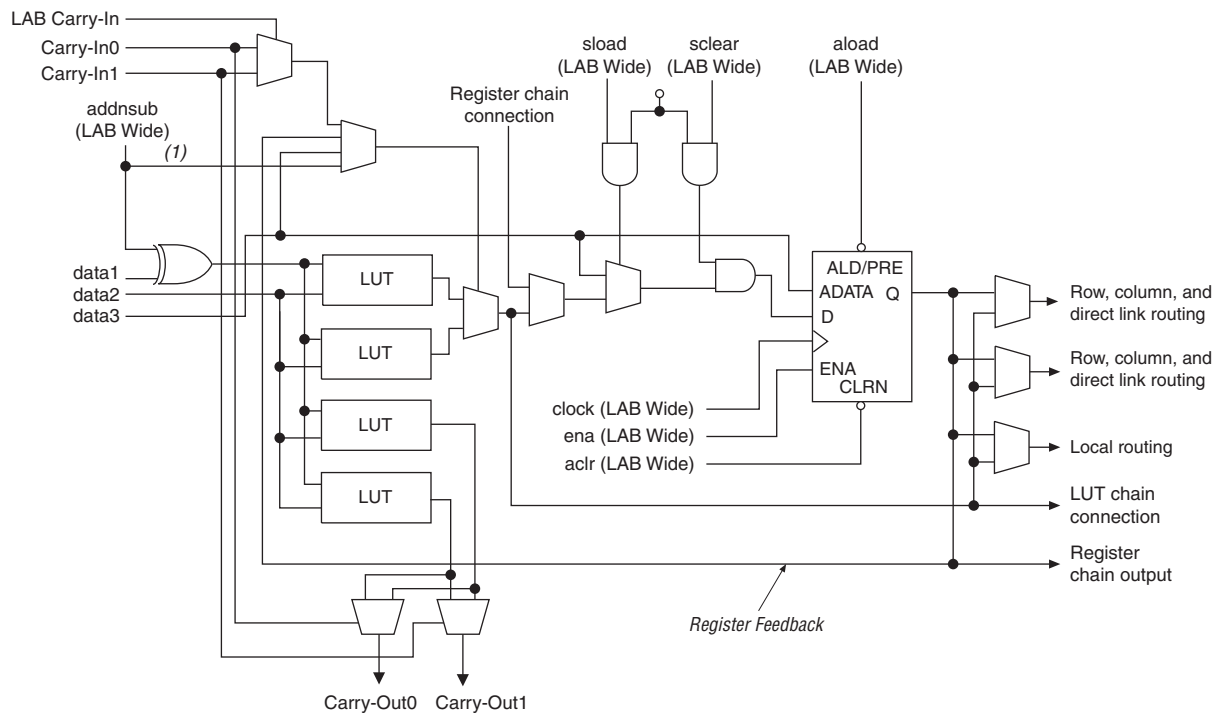 LAB Carry-In
Carry-In0
Carry-In1
addnsub
(LAB Wide)
(1)
data1
data2
data3
LUT
LUT
LUT
LUT
Register chain
connection
sload
(LAB Wide)
sclear
(LAB Wide)
aload
(LAB Wide)
ALD/PRE
ADATA
Q
D
ENA
CLRN
clock (LAB Wide)
ena (LAB Wide)
aclr (LAB Wide)
Row, column, and
direct link routing
Row, column, and
direct link routing
Local routing
LUT chain
connection
Register
chain output
Register Feedback
Carry-Out0
Carry-Out1